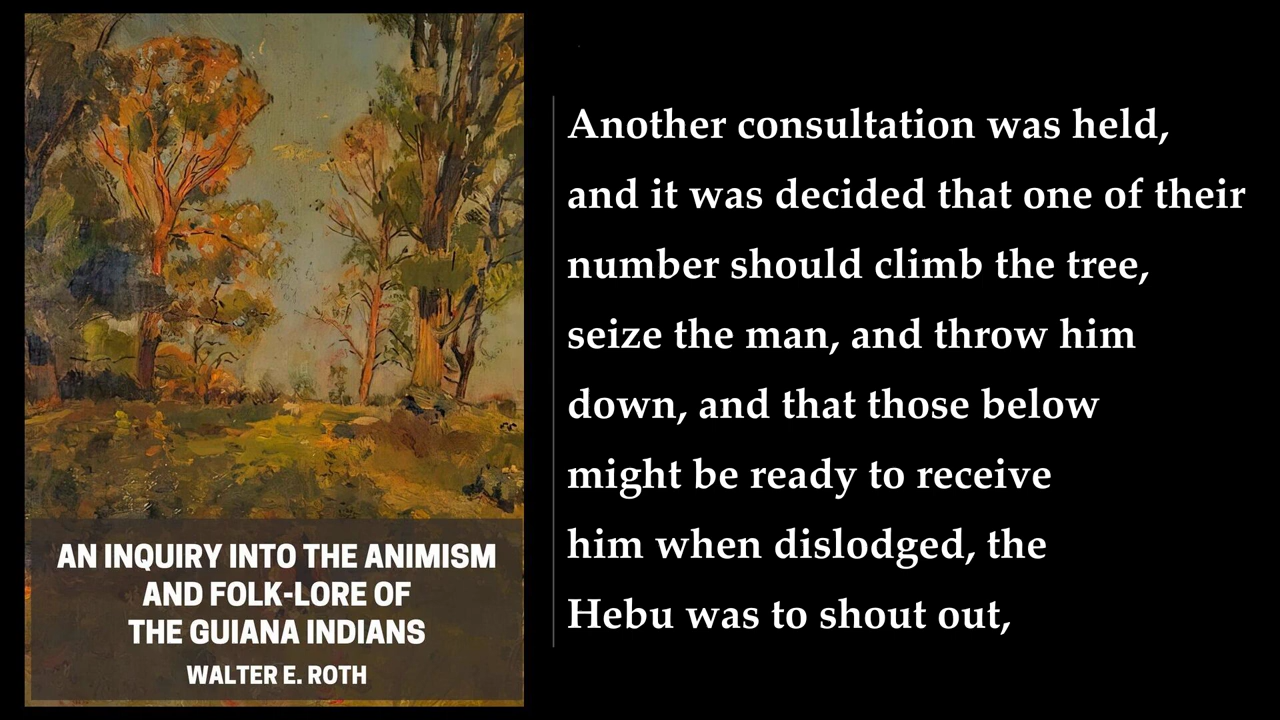 AN INQUIRY INTO THE ANIMISM
AND FOLK-LORE OF
THE GUIANA INDIANS
WALTER E. ROTH
Another consultation was held,
and it was decided that one of their
number should climb the tree,
seize the man, and throw him
down, and that those below
might be ready to receive
him when dislodged, the
Hebu was to shout out,